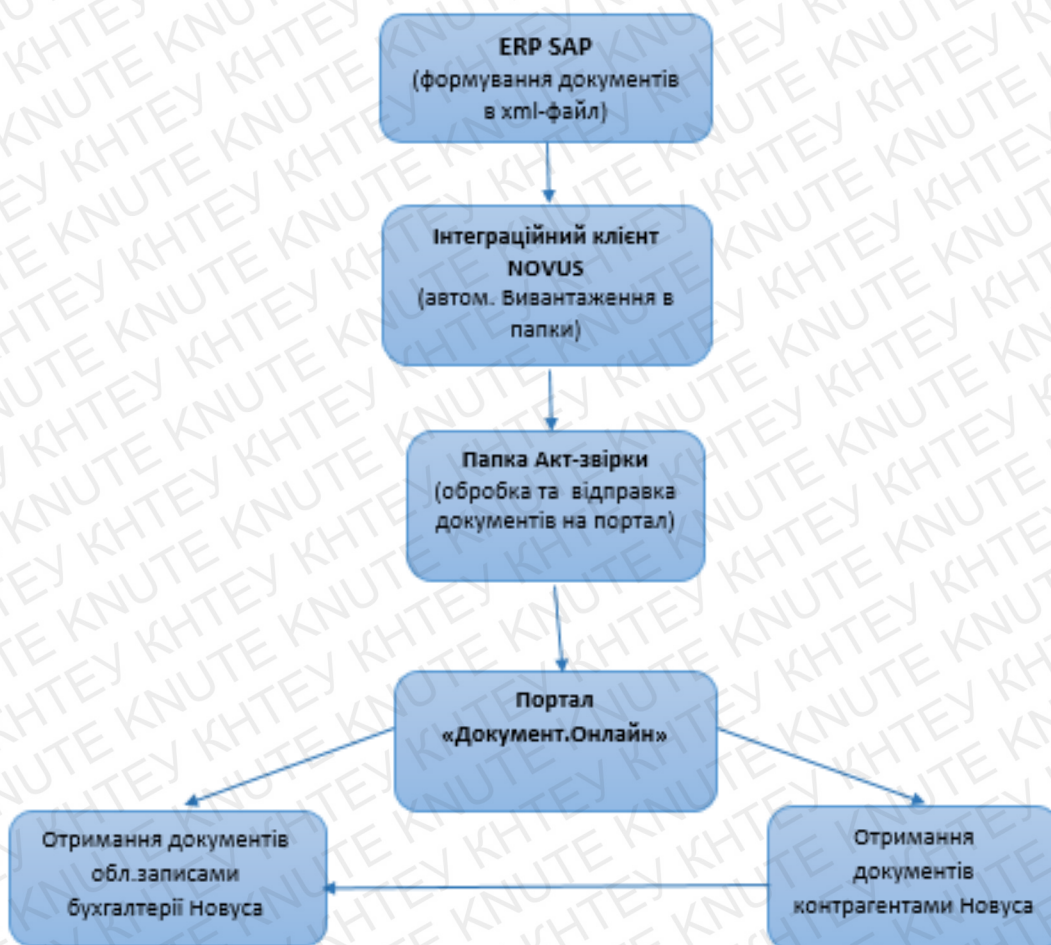 ERP SAP
(формування документів
в xml-файл)
Інтеграційний клієнт
NOVUS
(автом. Вивантаження в
папки)
Папка Акт-звірки
(обробка та відправка
документів на портал)
Портал
«Документ.Онлайн»
Отримання документів
обл.записами
бухгалтерії Новуса
Отримання
документів
контрагентами Новуса